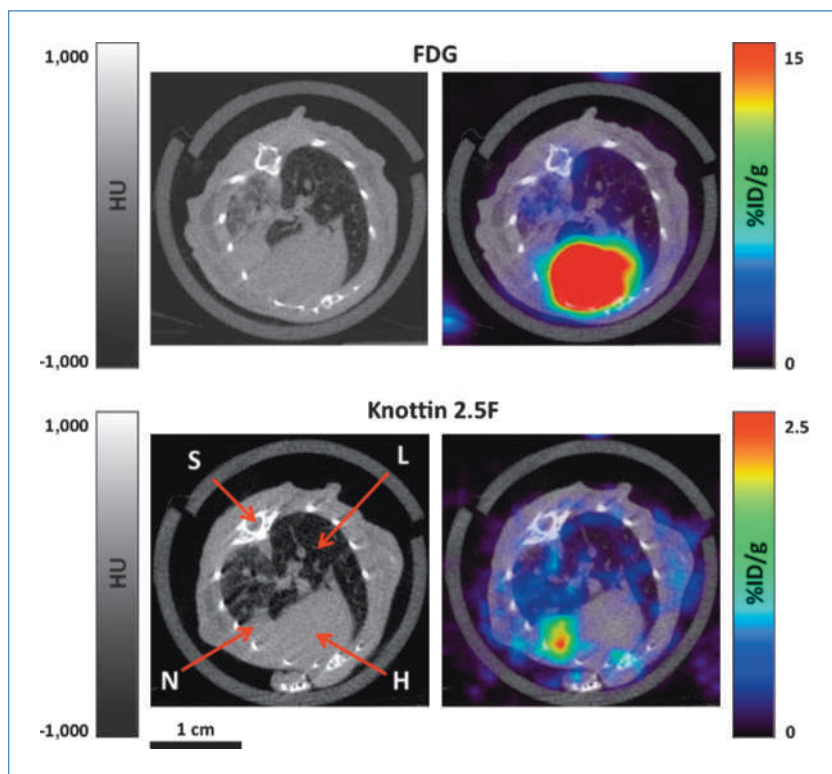 FDG
1,000
HU
-1,000
15
%ID/g
0
Knottin 2.5F
1,000
HU
-1,000
S
L
N
H
2.5
%ID/g
0
1 cm